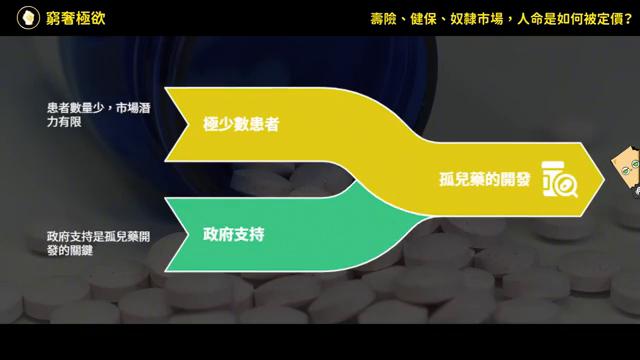 窮奢極欲
壽險、健保、奴隸市場，人命是如何被定價？
患者數量少，市場潛
力有限
極少數患者
孤兒藥的開發
政府支持
政府支持是孤兒藥開
發的關鍵